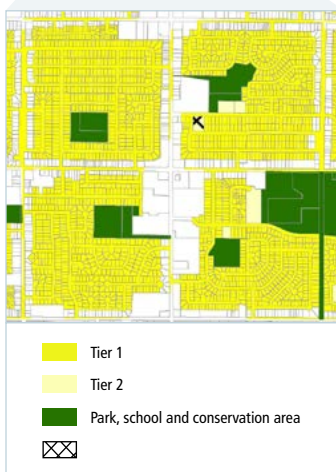 Tier 1
Tier 2
Park, school and conservation area